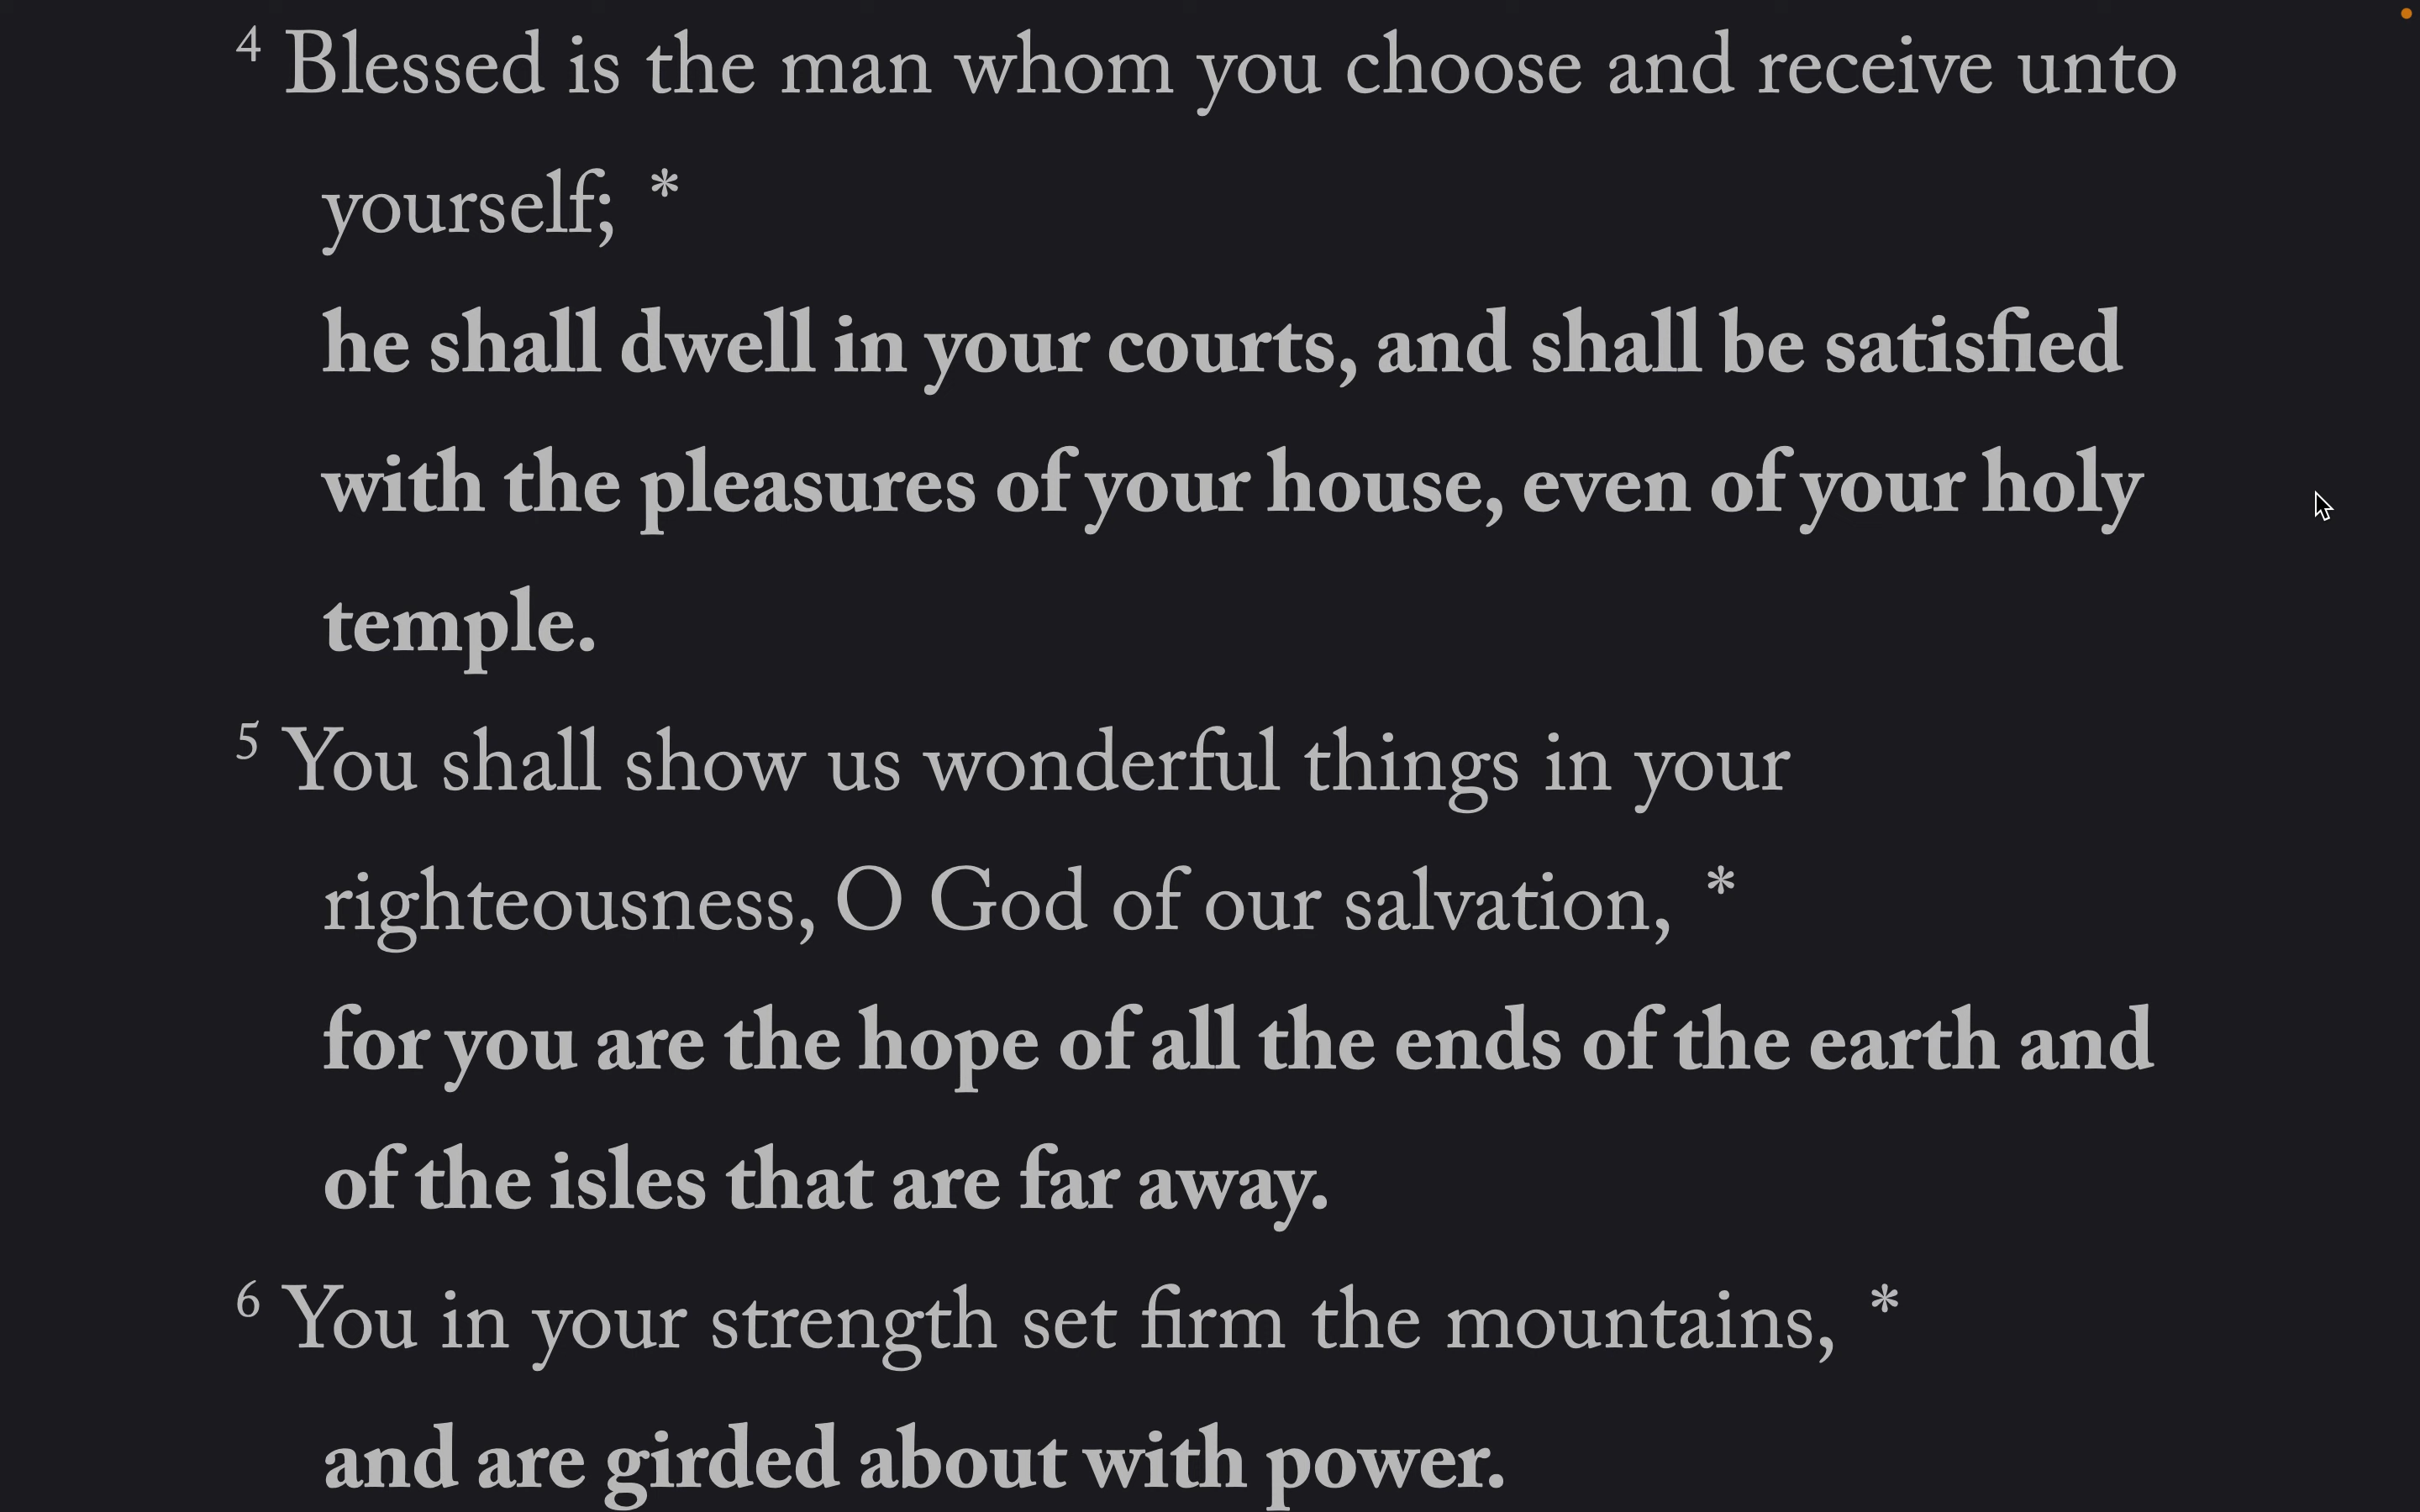 4 Blessed is the man whom you choose and receive unto
yourself; *
he shall dwell in your courts, and shall be satisfied
with the pleasures of your house, even of your holy
temple.
5 You shall show us wonderful things in your
righteousness, O God of our salvation, *
for you are the hope of all the ends of the earth and
of the isles that are far away.
6 You in your strength set firm the mountains, *
and are girded about with power.